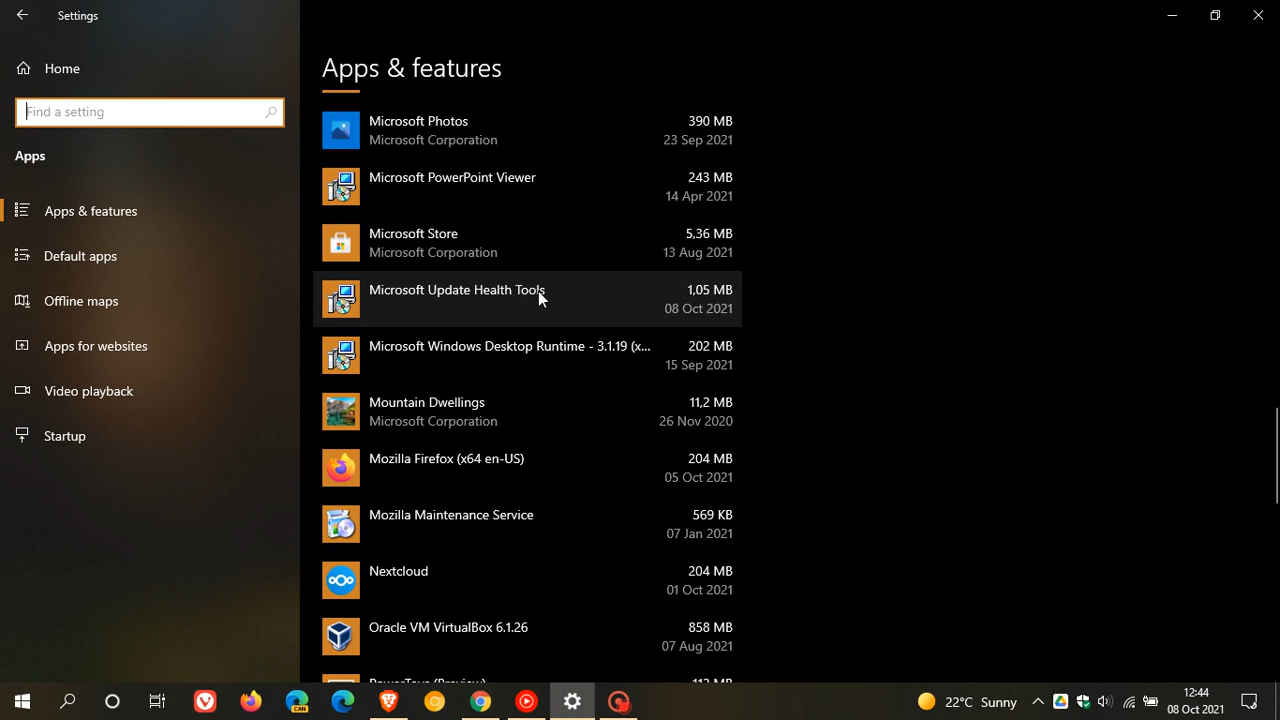 Settings
Home
Find a setting
Apps
Apps & features
Default apps
Offline maps
Apps for websites
Video playback
Startup
Apps & features
Microsoft Photos 390 MB
Microsoft Corporation 23 Sep 2021
Microsoft PowerPoint Viewer 243 MB
14 Apr 2021
Microsoft Store 5,36 MB
Microsoft Corporation 13 Aug 2021
Microsoft Update Health Tools 1,05 MB
08 Oct 2021
Microsoft Windows Desktop Runtime - 3.1.19 (x... 202 MB
15 Sep 2021
Mountain Dwellings 11,2 MB
Microsoft Corporation 26 Nov 2020
Mozilla Firefox (x64 en-US) 204 MB
05 Oct 2021
Mozilla Maintenance Service 569 KB
07 Jan 2021
Nextcloud 204 MB
01 Oct 2021
Oracle VM VirtualBox 6.1.26 858 MB
07 Aug 2021
PowerToys (Preview)
CAN
22°C Sunny
12:44
08 Oct 2021